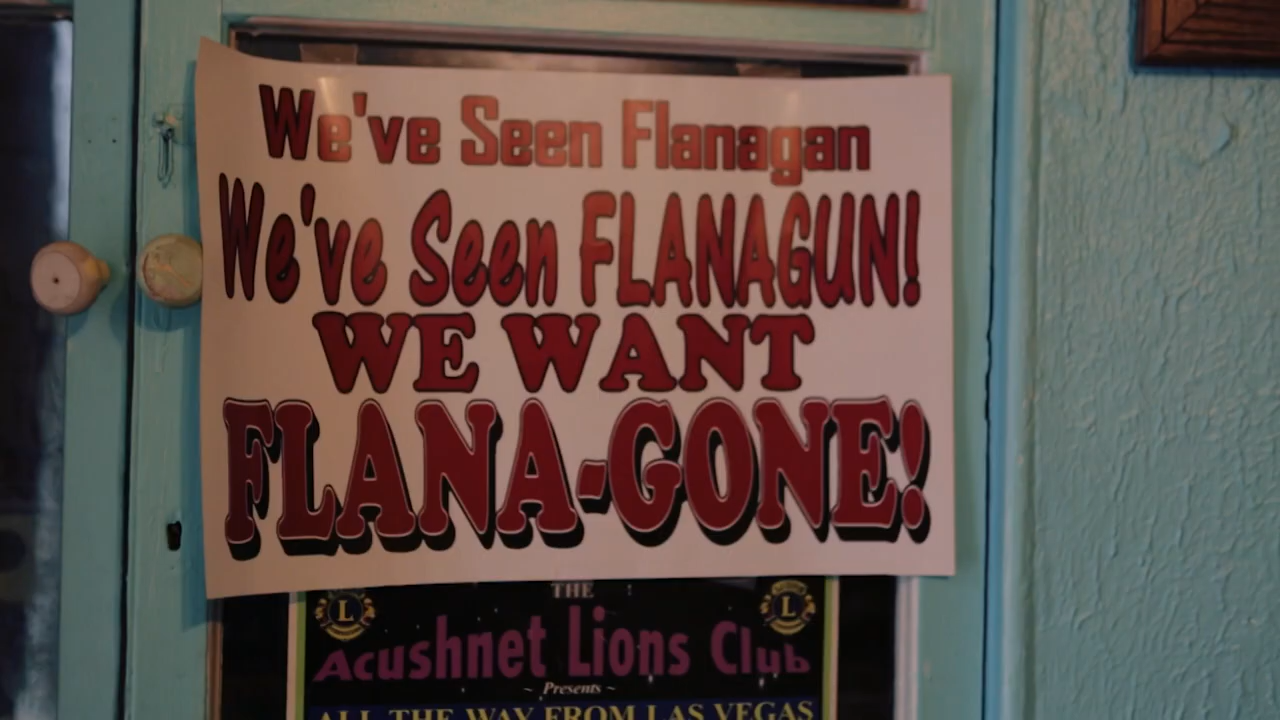 We've Seen Flanagan
We've Seen FLANAGUN!
WE WANT
FLANA-GONE!
THE
L
L
Acushnet Lions Club
~ Presents ~
ALL THE WAY FROM LAS VEGAS